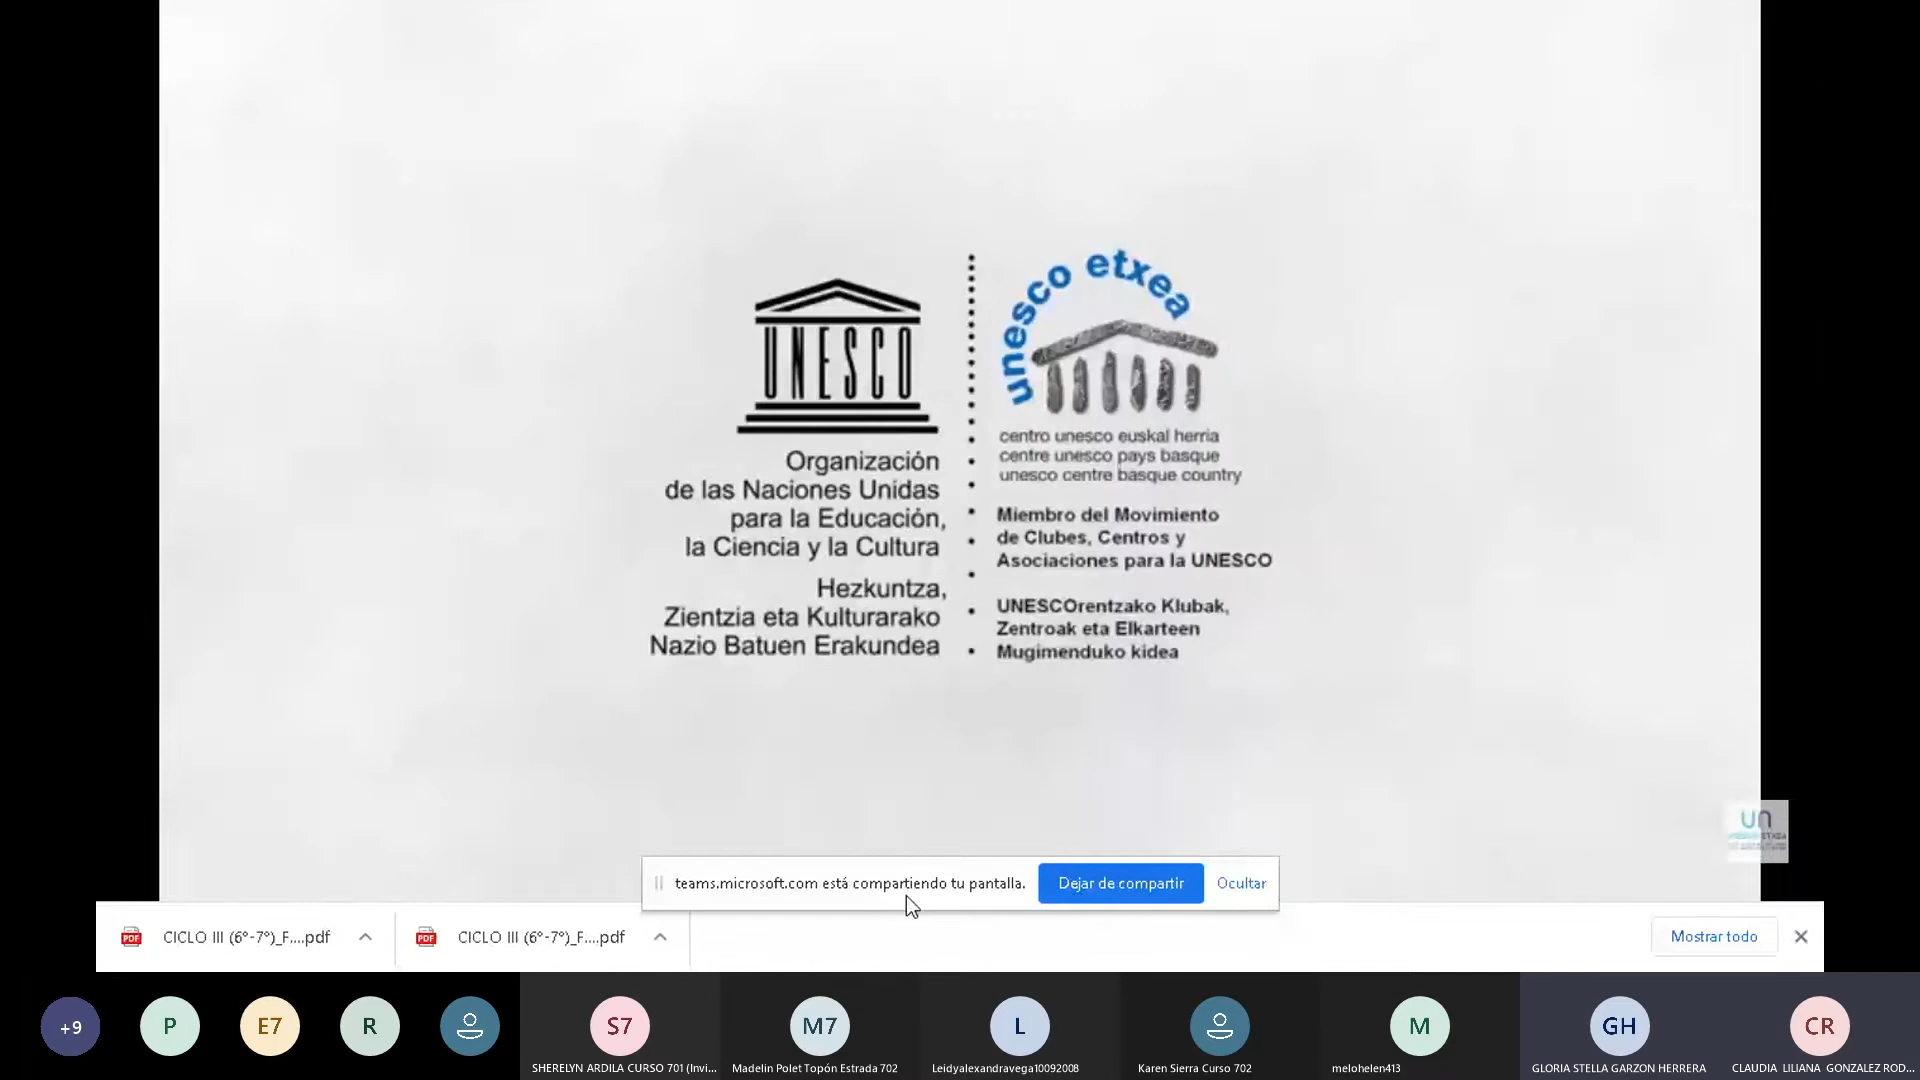 unesco etxea
UNESCO
Organización
de las Naciones Unidas
para la Educación,
la Ciencia y la Cultura
Hezkuntza,
Zientzia eta Kulturarako
Nazio Batuen Erakundea
centro unesco euskal herria
centre unesco pays basque
unesco centre basque country
Miembro del Movimiento
de Clubes, Centros y
Asociaciones para la UNESCO
UNESCOrentzako Klubak,
Zentroak eta Elkarteen
Mugimenduko kidea
un
teams.microsoft.com está compartiendo tu pantalla.
Dejar de compartir
Ocultar
CICLO III (6°-7°)_F....pdf
CICLO III (6°-7°)_F....pdf
Mostrar todo
+9
P
E7
R
S7
M7
L
M
GH
CR
SHERELYN ARDILA CURSO 701 (Invi...
Madelin Polet Topón Estrada 702
Leidyalexandravega10092008
Karen Sierra Curso 702
melohelen413
GLORIA STELLA GARZON HERRERA
CLAUDIA LILIANA GONZALEZ ROD...